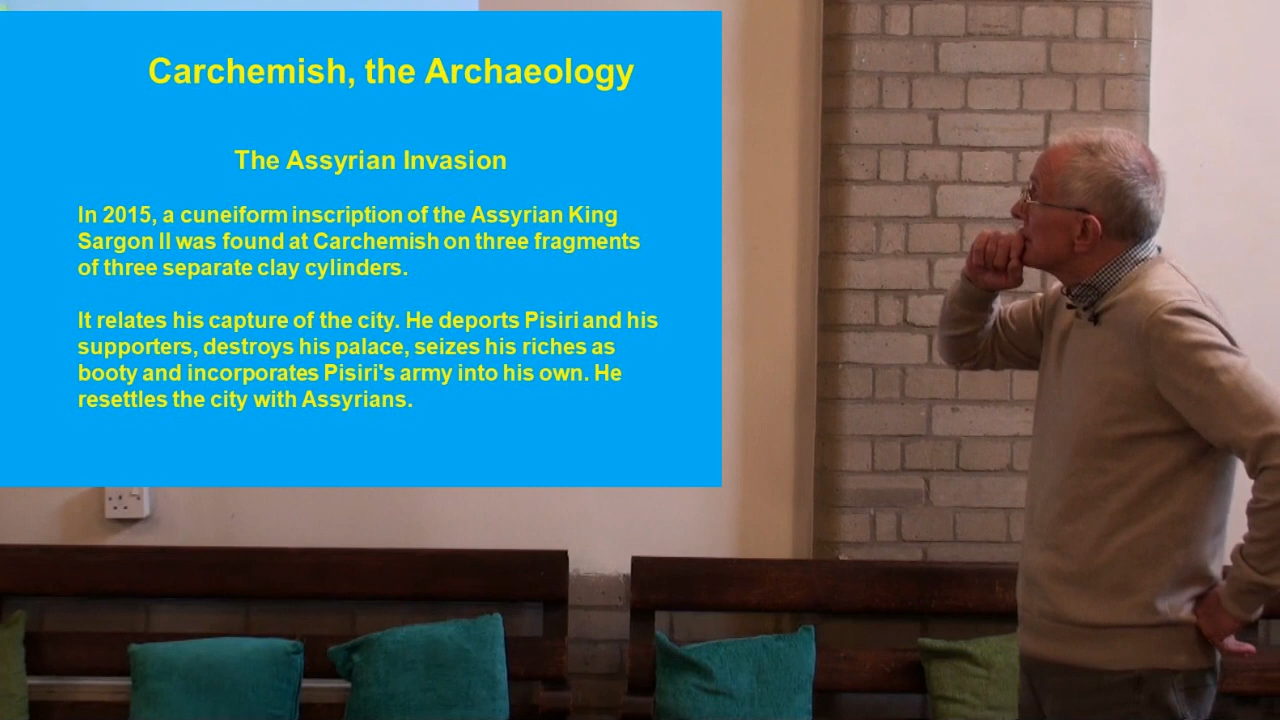 Carchemish, the Archaeology
The Assyrian Invasion
In 2015, a cuneiform inscription of the Assyrian King
Sargon II was found at Carchemish on three fragments
of three separate clay cylinders.
It relates his capture of the city. He deports Pisiri and his
supporters, destroys his palace, seizes his riches as
booty and incorporates Pisiri's army into his own. He
resettles the city with Assyrians.